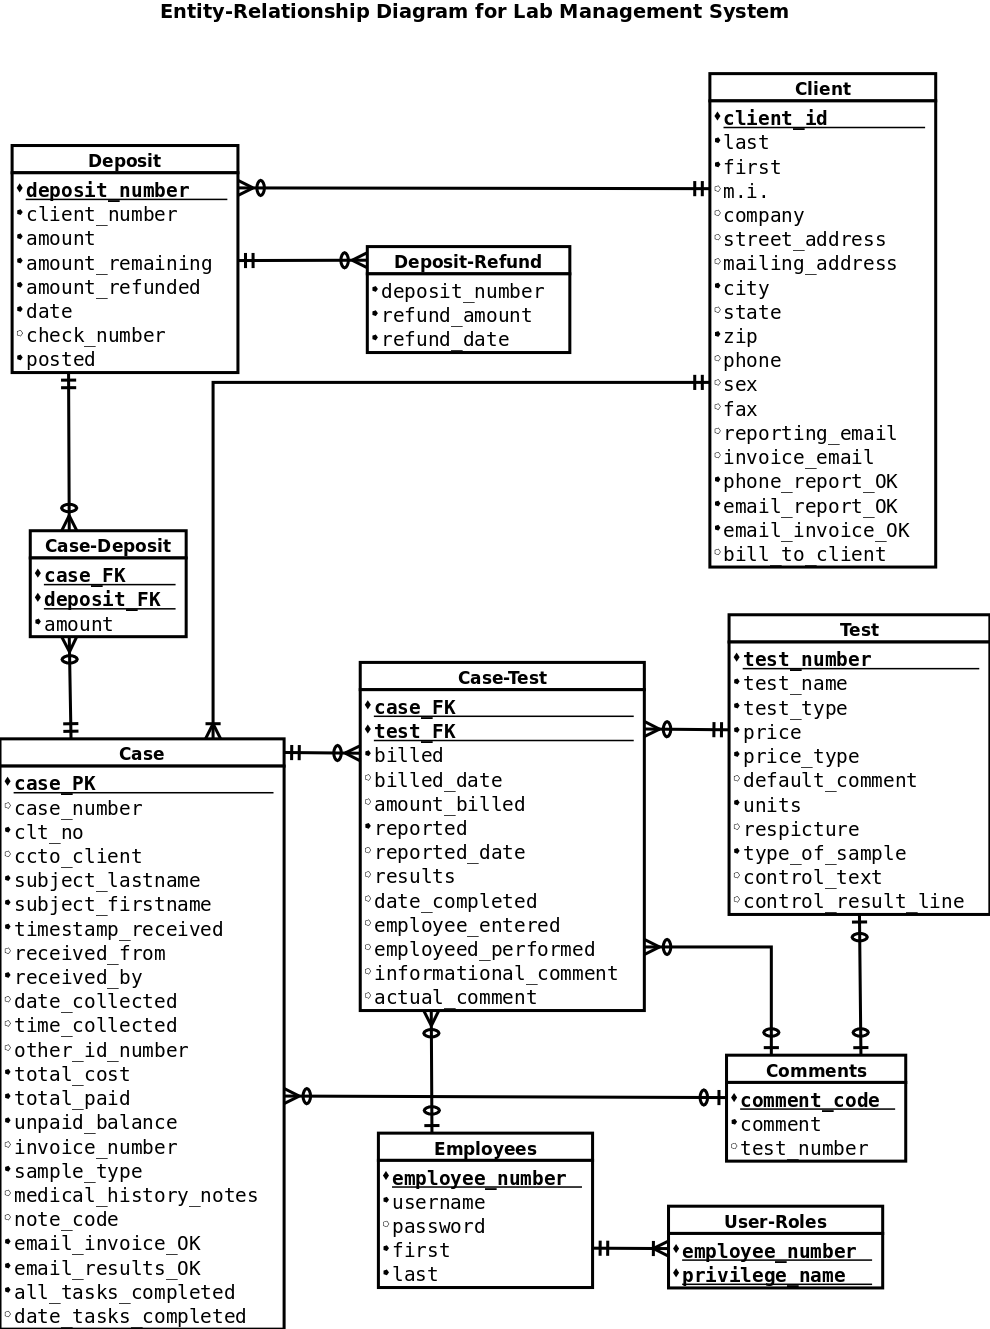 Entity-Relationship Diagram for Lab Management System
Client
client_id
last
first
m.i.
company
street_address
mailing_address
city
state
zip
phone
sex
fax
reporting_email
invoice_email
phone_report_OK
email_report_OK
email_invoice_OK
bill_to_client
Deposit
deposit_number
client_number
amount
amount_remaining
amount_refunded
date
check_number
posted
Deposit-Refund
deposit_number
refund_amount
refund_date
Case-Deposit
case_FK
deposit_FK
amount
Test
test_number
test_name
test_type
price
price_type
default_comment
units
respicture
type_of_sample
control_text
control_result_line
Case-Test
case_FK
test_FK
billed
billed_date
amount_billed
reported
reported_date
results
date_completed
employee_entered
employeed_performed
informational_comment
actual_comment
Case
case_PK
case_number
clt_no
ccto_client
subject_lastname
subject_firstname
timestamp_received
received_from
received_by
date_collected
time_collected
other_id_number
total_cost
total_paid
unpaid_balance
invoice_number
sample_type
medical_history_notes
note_code
email_invoice_OK
email_results_OK
all_tasks_completed
date_tasks_completed
Comments
comment_code
comment
test_number
Employees
employee_number
username
password
first
last
User-Roles
employee_number
privilege_name